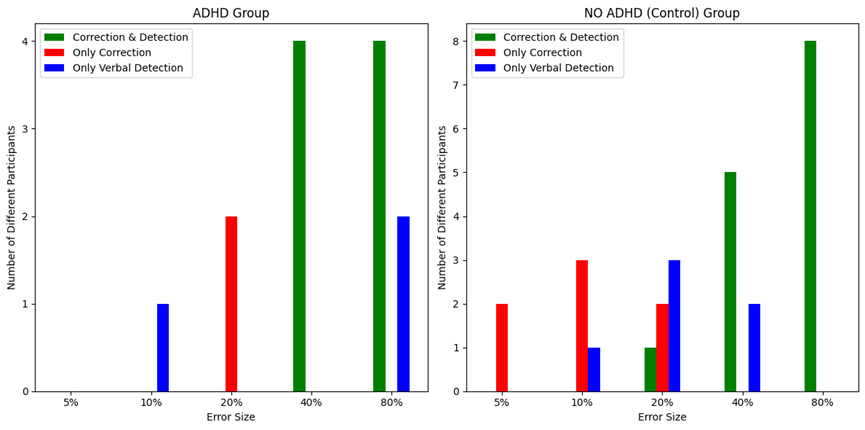 ADHD Group
Correction & Detection
Only Correction
Only Verbal Detection
Number of Different Participants
4
3
2
1
0
5%
10%
20%
40%
80%
Error Size
NO ADHD (Control) Group
Correction & Detection
Only Correction
Only Verbal Detection
Number of Different Participants
8
7
6
5
4
3
2
1
0
5%
10%
20%
40%
80%
Error Size